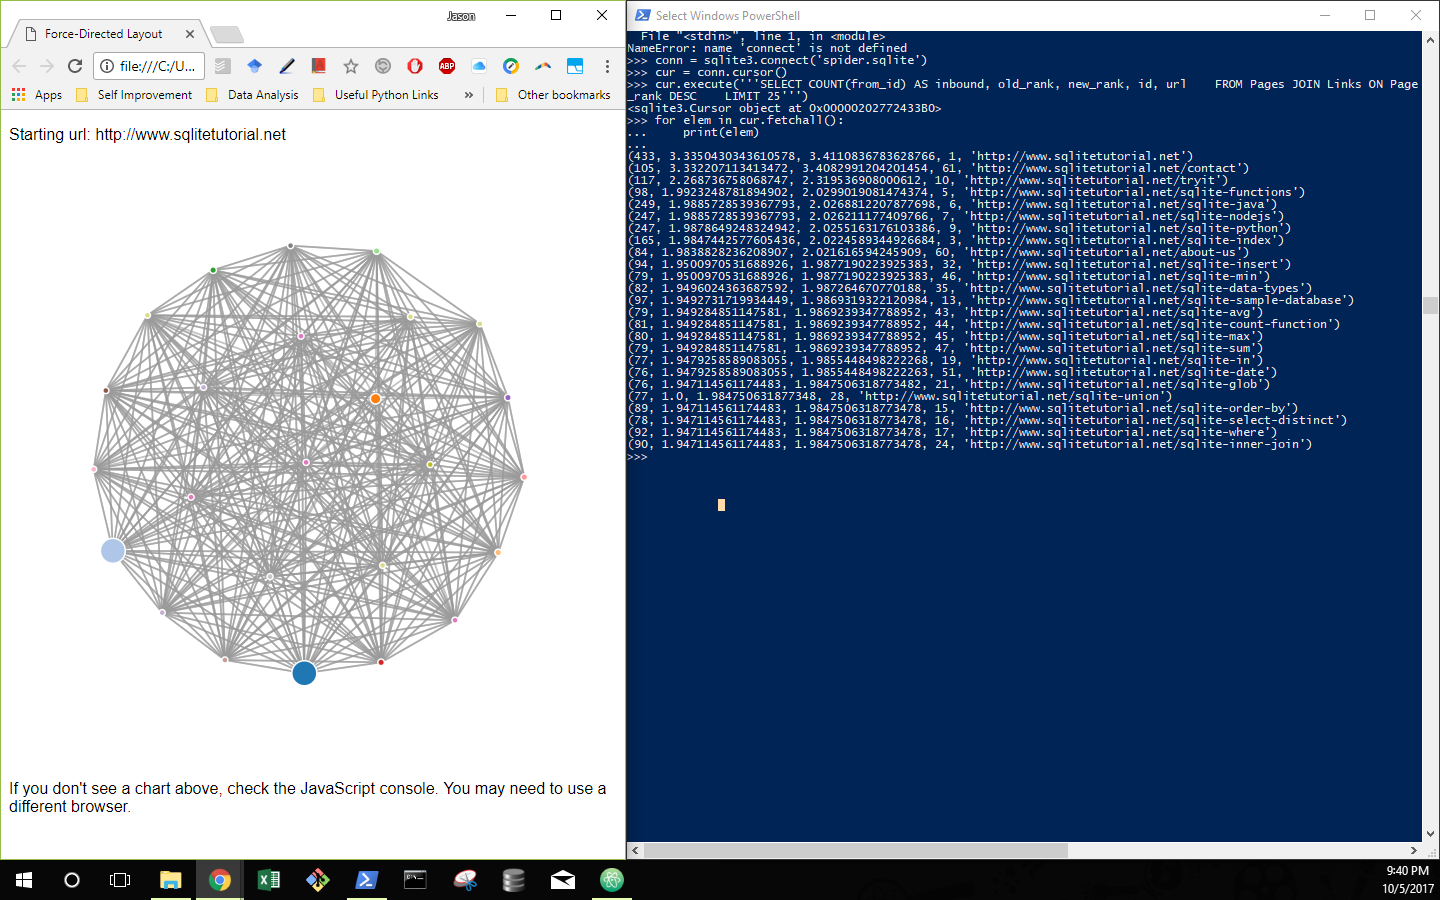 Jason
Force-Directed Layout
file:///C:/U...
ABP
Apps
Bookmarks
Data Analysis
Useful Python Links
»
Other bookmarks
Starting url: http://www.sqlitetutorial.net
If you don't see a chart above, check the JavaScript console. You may need to use a
different browser.
Select Windows PowerShell
File "<stdin>", line 1, in <module>
NameError: name 'connect' is not defined
>>> conn = sqlite3.connect('spider.sqlite')
>>> cur = conn.cursor()
>>> cur.execute('''SELECT COUNT(from_id) AS inbound, old_rank, new_rank, id, url    FROM Pages JOIN Links ON Page
_rank DESC    LIMIT 25''')
<sqlite3.Cursor object at 0x00000202772433B0>
>>> for elem in cur.fetchall():
...     print(elem)
...
(433, 3.3350430343610578, 3.4110836783628766, 1, 'http://www.sqlitetutorial.net')
(105, 3.332207113413472, 3.4082991204201454, 61, 'http://www.sqlitetutorial.net/contact')
(117, 2.268736758068747, 2.319536908000612, 10, 'http://www.sqlitetutorial.net/tryit')
(98, 1.9923248781894902, 2.0299019081474374, 5, 'http://www.sqlitetutorial.net/sqlite-functions')
(249, 1.9885728539367793, 2.0268812207877698, 6, 'http://www.sqlitetutorial.net/sqlite-java')
(247, 1.9885728539367793, 2.026211177409766, 7, 'http://www.sqlitetutorial.net/sqlite-nodejs')
(247, 1.9878649248324942, 2.0255163176103386, 9, 'http://www.sqlitetutorial.net/sqlite-python')
(165, 1.9847442577605436, 2.0224589344926684, 3, 'http://www.sqlitetutorial.net/sqlite-index')
(84, 1.9838828236208907, 2.021616594245909, 60, 'http://www.sqlitetutorial.net/about-us')
(94, 1.9500970531688926, 1.9877190223925383, 32, 'http://www.sqlitetutorial.net/sqlite-insert')
(79, 1.9500970531688926, 1.9877190223925383, 46, 'http://www.sqlitetutorial.net/sqlite-min')
(82, 1.9496024363687592, 1.987264670770188, 35, 'http://www.sqlitetutorial.net/sqlite-data-types')
(97, 1.9492731719934449, 1.9869319322120984, 13, 'http://www.sqlitetutorial.net/sqlite-sample-database')
(79, 1.949284851147581, 1.9869239347788952, 43, 'http://www.sqlitetutorial.net/sqlite-avg')
(81, 1.949284851147581, 1.9869239347788952, 44, 'http://www.sqlitetutorial.net/sqlite-count-function')
(80, 1.949284851147581, 1.9869239347788952, 45, 'http://www.sqlitetutorial.net/sqlite-max')
(79, 1.949284851147581, 1.9869239347788952, 47, 'http://www.sqlitetutorial.net/sqlite-sum')
(77, 1.9479258589083055, 1.9855448498222268, 19, 'http://www.sqlitetutorial.net/sqlite-in')
(76, 1.9479258589083055, 1.9855448498222263, 51, 'http://www.sqlitetutorial.net/sqlite-date')
(76, 1.947114561174483, 1.9847506318773482, 21, 'http://www.sqlitetutorial.net/sqlite-glob')
(77, 1.0, 1.984750631877348, 28, 'http://www.sqlitetutorial.net/sqlite-union')
(89, 1.947114561174483, 1.9847506318773478, 15, 'http://www.sqlitetutorial.net/sqlite-order-by')
(78, 1.947114561174483, 1.9847506318773478, 16, 'http://www.sqlitetutorial.net/sqlite-select-distinct')
(92, 1.947114561174483, 1.9847506318773478, 17, 'http://www.sqlitetutorial.net/sqlite-where')
(90, 1.947114561174483, 1.9847506318773478, 24, 'http://www.sqlitetutorial.net/sqlite-inner-join')
>>>
9:40 PM
10/5/2017